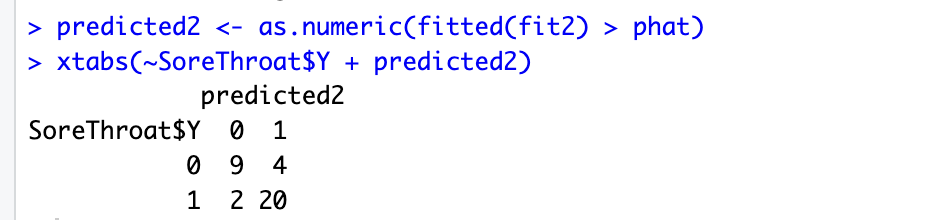 > predicted2 <- as.numeric(fitted(fit2) > phat)
> xtabs(~SoreThroat$Y + predicted2)
predicted2
SoreThroat$Y 0 1
0 9 4
1 2 20